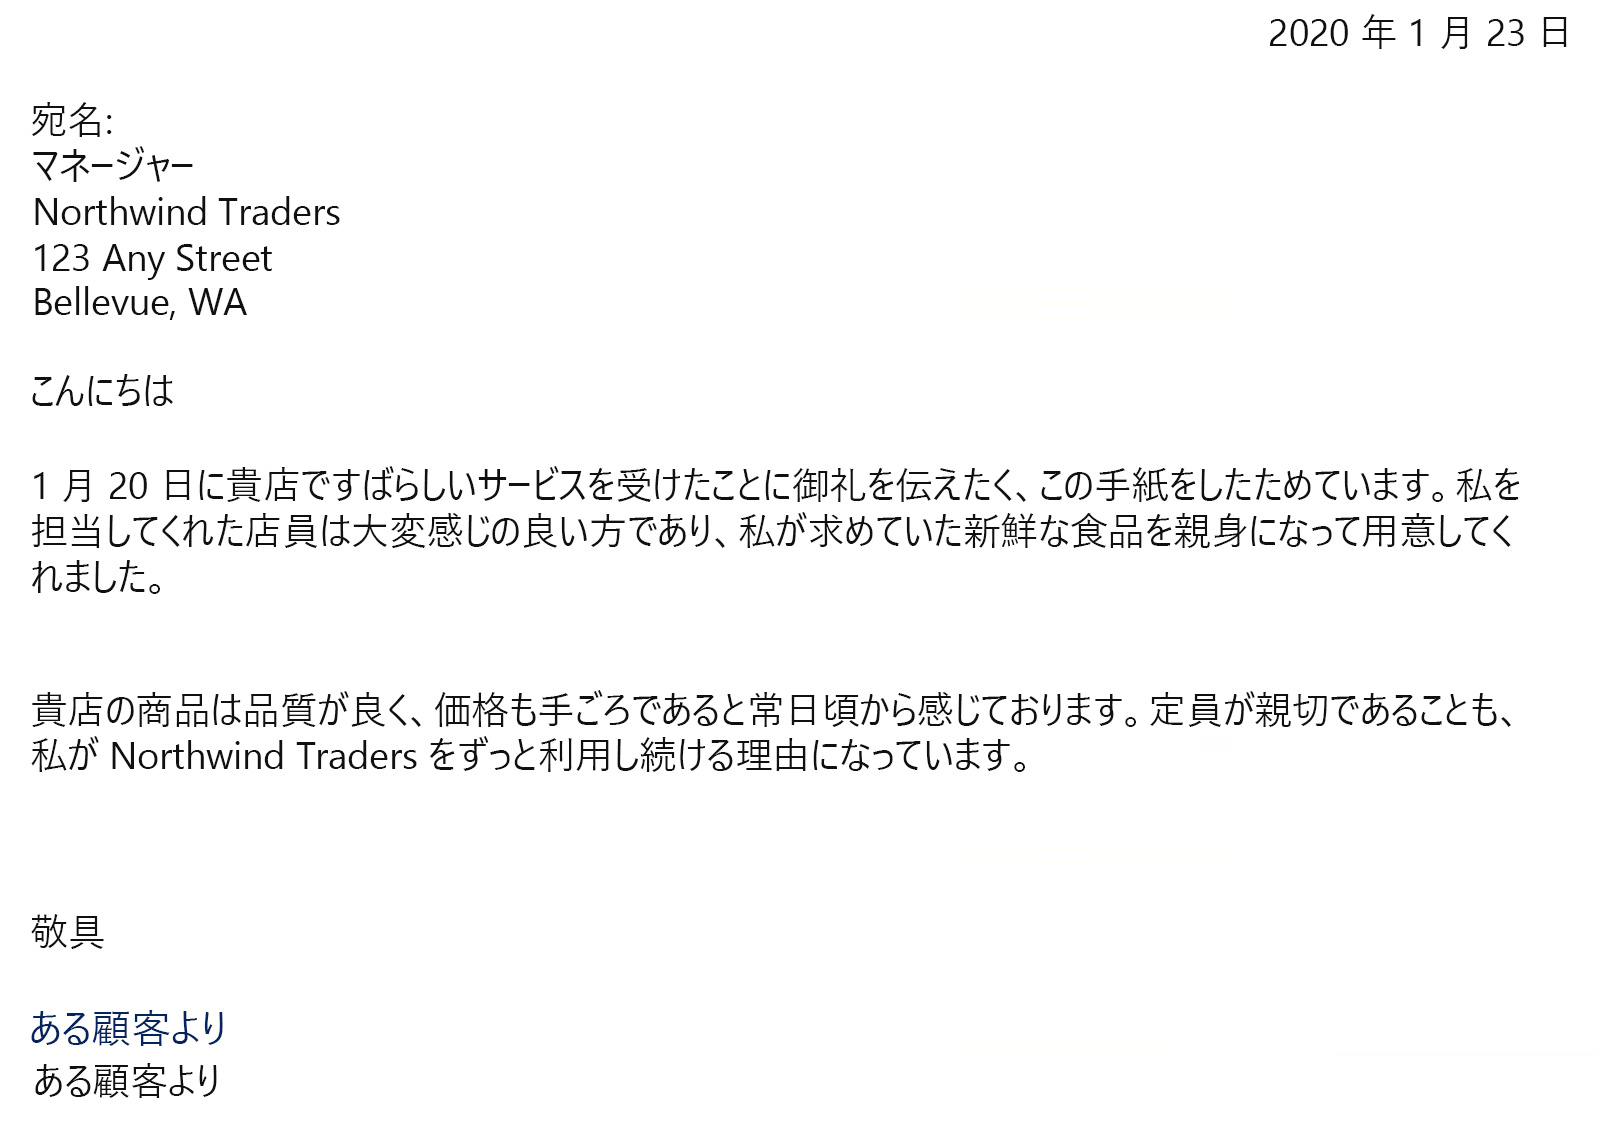 2020 年 1 月 23 日
宛名:
マネージャー
Northwind Traders
123 Any Street
Bellevue, WA
こんにちは
1 月 20 日に貴店ですばらしいサービスを受けたことに御礼を伝えたく、この手紙をしたためています。私を
担当してくれた店員は大変感じの良い方であり、私が求めていた新鮮な食品を親身になって用意してく
れました。
貴店の商品は品質が良く、価格も手ごろであると常日頃から感じております。定員が親切であることも、
私が Northwind Traders をずっと利用し続ける理由になっています。
敬具
ある顧客より
ある顧客より